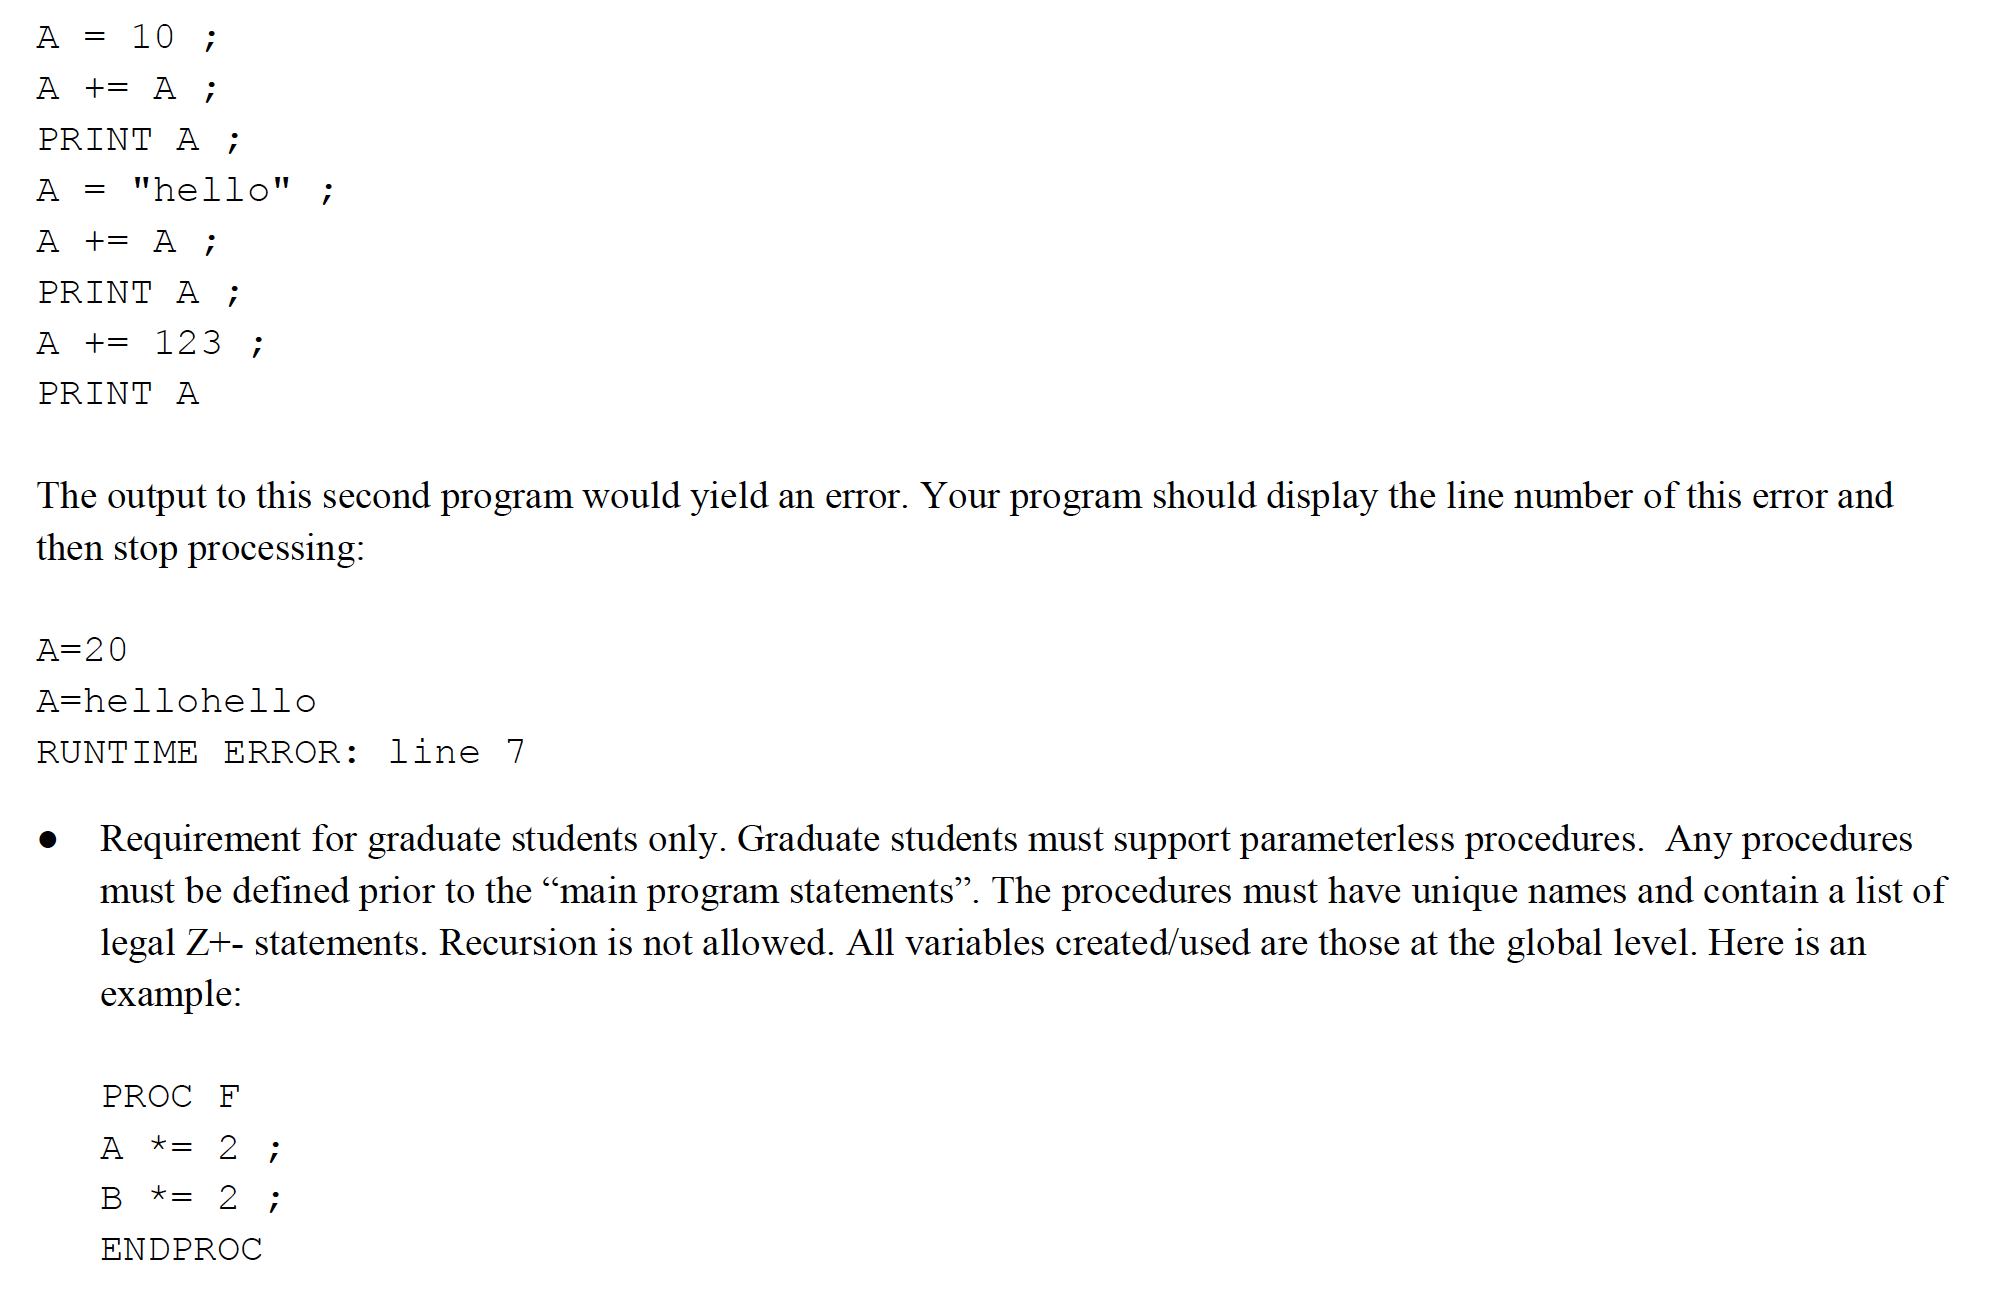 A = 10 ;
A += A ;
PRINT A ;
A = "hello" ;
A += A ;
PRINT A ;
A += 123 ;
PRINT A
The output to this second program would yield an error. Your program should display the line number of this error and
then stop processing:
A=20
A=hellohello
RUNTIME ERROR: line 7
● Requirement for graduate students only. Graduate students must support parameterless procedures.  Any procedures
must be defined prior to the “main program statements”. The procedures must have unique names and contain a list of
legal Z+- statements. Recursion is not allowed. All variables created/used are those at the global level. Here is an
example:
PROC F
A *= 2 ;
B *= 2 ;
ENDPROC